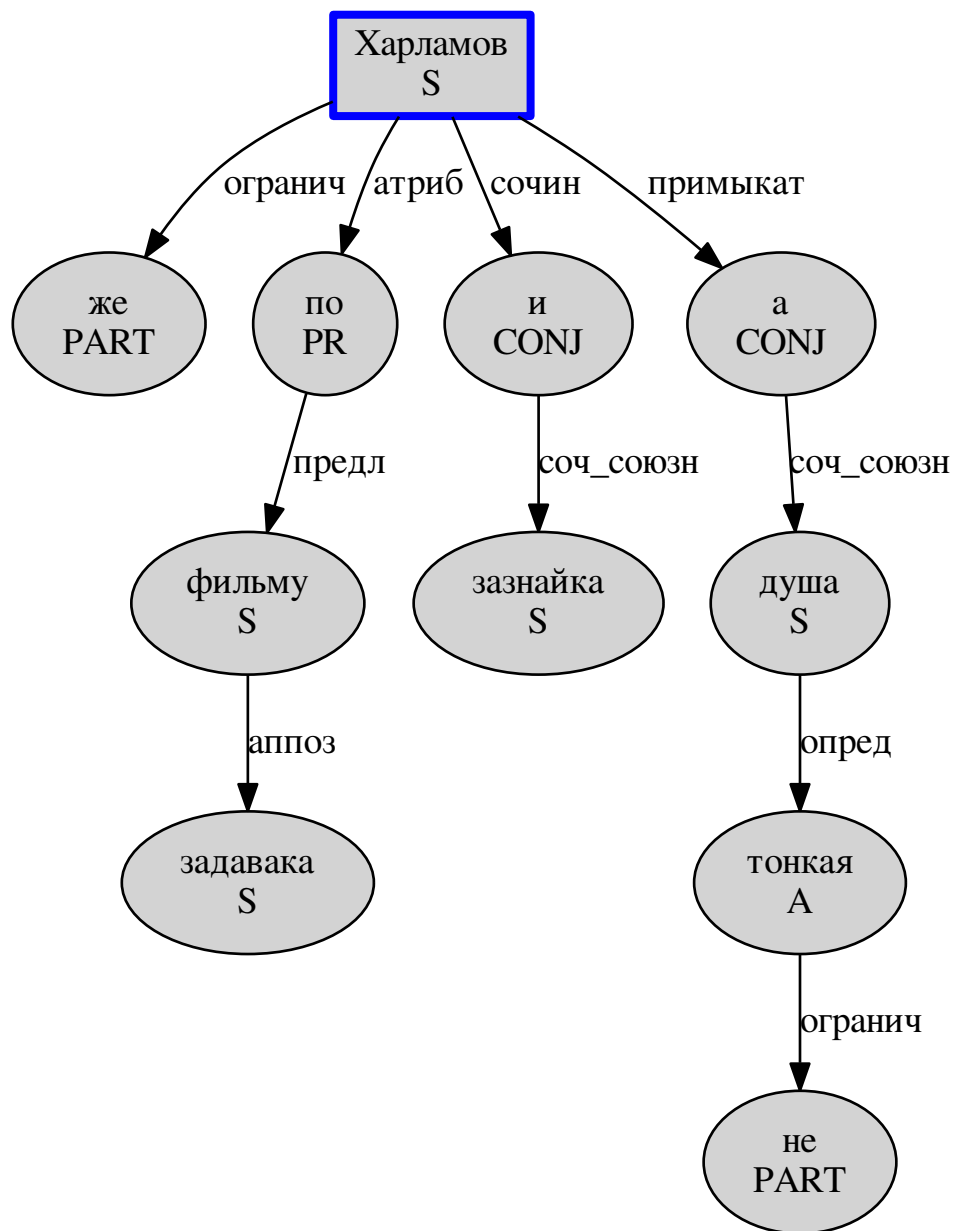 Харламов
S
огранич
атриб
сочин
примыкат
же
PART
по
PR
и
CONJ
а
CONJ
предл
соч_союзн
соч_союзн
фильму
S
зазнайка
S
душа
S
аппоз
опред
задавака
S
тонкая
A
огранич
не
PART